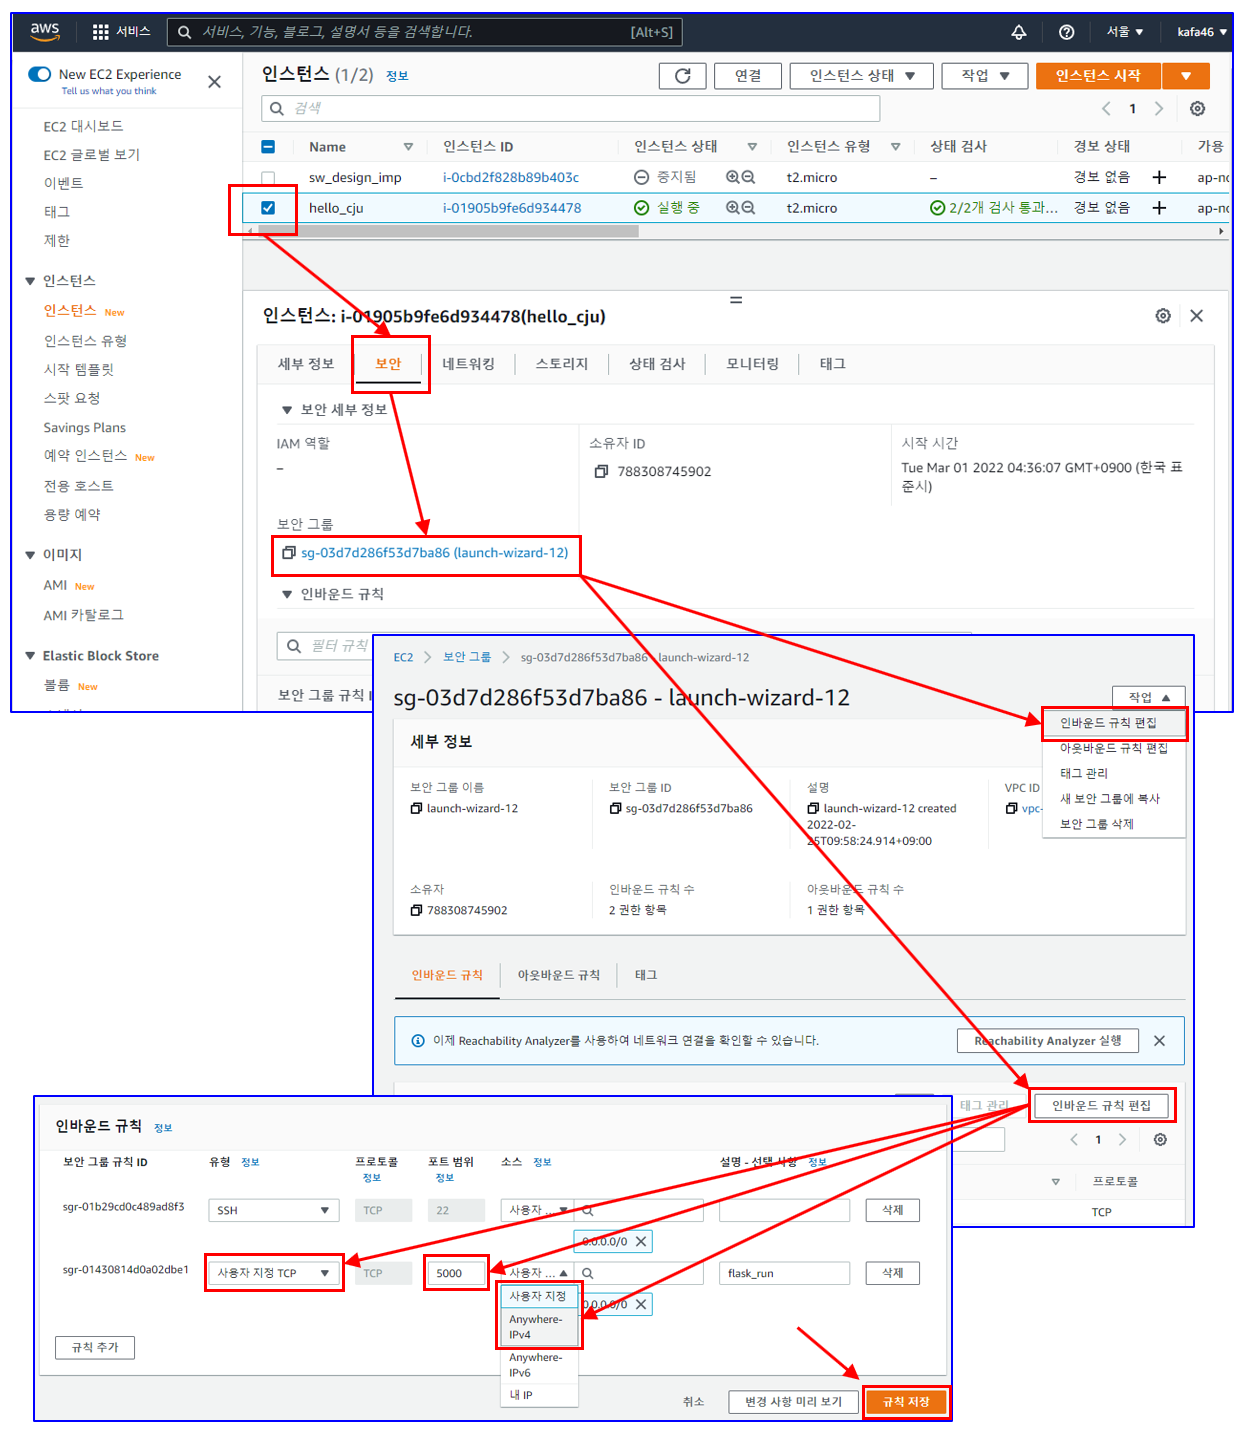 aws
서비스
서비스, 기능, 블로그, 설명서 등을 검색합니다.
[Alt+S]
서울 ▼
kafa46 ▼
New EC2 Experience
Tell us what you think
EC2 대시보드
EC2 글로벌 보기
이벤트
태그
제한
▼ 인스턴스
인스턴스 New
인스턴스 유형
시작 템플릿
스팟 요청
Savings Plans
예약 인스턴스 New
전용 호스트
용량 예약
▼ 이미지
AMI New
AMI 카탈로그
▼ Elastic Block Store
볼륨 New
인스턴스 (1/2) 정보
연결
인스턴스 상태 ▼
작업 ▼
인스턴스 시작 ▼
검색
1
Name
인스턴스 ID
인스턴스 상태
인스턴스 유형
상태 검사
경보 상태
가용
sw_design_imp
i-0cbd2f828b89b403c
중지됨
t2.micro
–
경보 없음 +
ap-no
hello_cju
i-01905b9fe6d934478
실행 중
t2.micro
2/2개 검사 통과...
경보 없음 +
ap-no
인스턴스: i-01905b9fe6d934478(hello_cju)
세부 정보
보안
네트워킹
스토리지
상태 검사
모니터링
태그
▼ 보안 세부 정보
IAM 역할
–
소유자 ID
788308745902
시작 시간
Tue Mar 01 2022 04:36:07 GMT+0900 (한국 표
준시)
보안 그룹
sg-03d7d286f53d7ba86 (launch-wizard-12)
▼ 인바운드 규칙
필터 규칙
보안 그룹 규칙 I
EC2 > 보안 그룹 > sg-03d7d286f53d7ba86 - launch-wizard-12
sg-03d7d286f53d7ba86 - launch-wizard-12
작업 ▲
인바운드 규칙 편집
아웃바운드 규칙 편집
태그 관리
새 보안 그룹에 복사
보안 그룹 삭제
세부 정보
보안 그룹 이름
launch-wizard-12
보안 그룹 ID
sg-03d7d286f53d7ba86
설명
launch-wizard-12 created
2022-02-
25T09:58:24.914+09:00
VPC ID
vpc-
소유자
788308745902
인바운드 규칙 수
2 권한 항목
아웃바운드 규칙 수
1 권한 항목
인바운드 규칙
아웃바운드 규칙
태그
이제 Reachability Analyzer를 사용하여 네트워크 연결을 확인할 수 있습니다.
Reachability Analyzer 실행
태그 관리
인바운드 규칙 편집
1
프로토콜
TCP
인바운드 규칙 정보
보안 그룹 규칙 ID
유형 정보
프로토콜
정보
포트 범위
정보
소스 정보
설명 - 선택 사항 정보
sgr-01b29cd0c489ad8f3
SSH ▼
TCP
22
사용자 ... ▼
삭제
0.0.0.0/0
sgr-01430814d0a02dbe1
사용자 지정 TCP ▼
TCP
5000
사용자 ... ▲
flask_run
삭제
0.0.0.0/0
사용자 지정
Anywhere-
IPv4
Anywhere-
IPv6
내 IP
규칙 추가
취소
변경 사항 미리 보기
규칙 저장